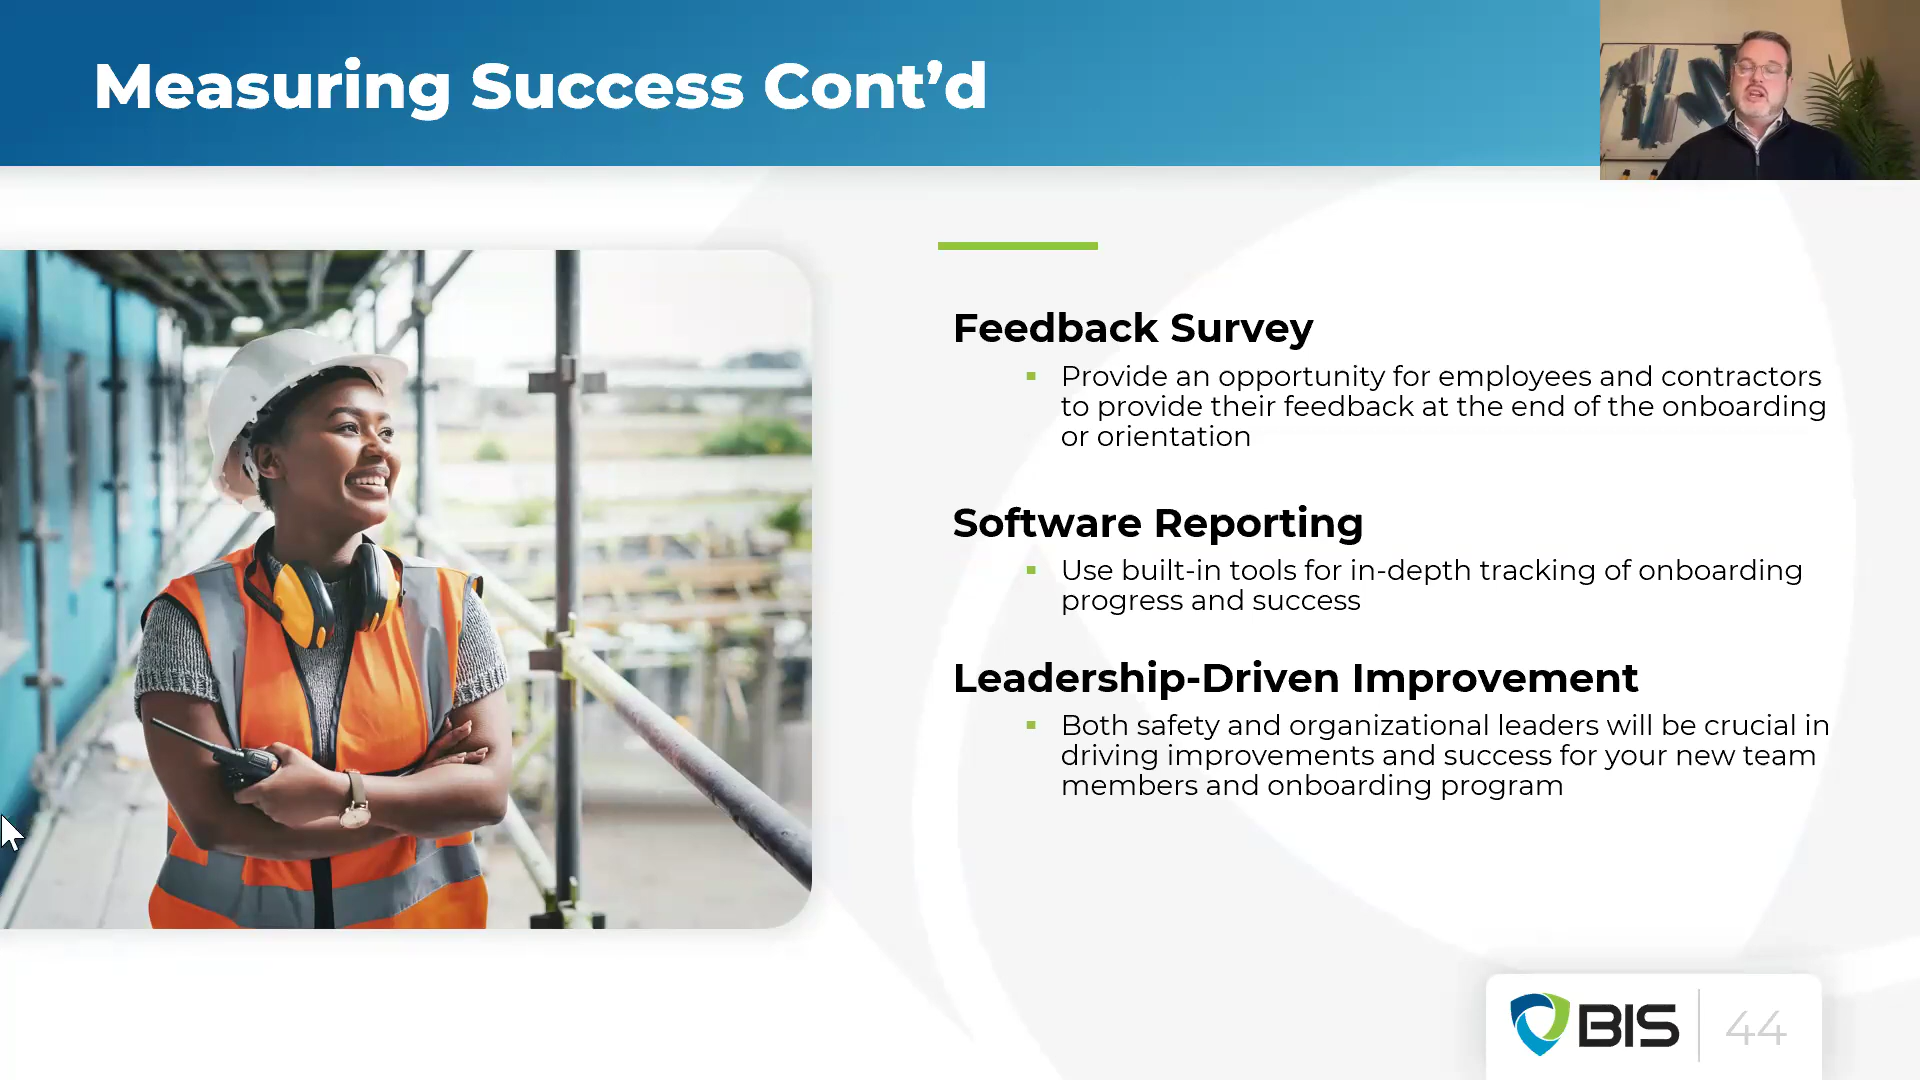 Measuring Success Cont’d
Feedback Survey
▪ Provide an opportunity for employees and contractors
to provide their feedback at the end of the onboarding
or orientation
Software Reporting
▪ Use built-in tools for in-depth tracking of onboarding
progress and success
Leadership-Driven Improvement
▪ Both safety and organizational leaders will be crucial in
driving improvements and success for your new team
members and onboarding program
BIS
44